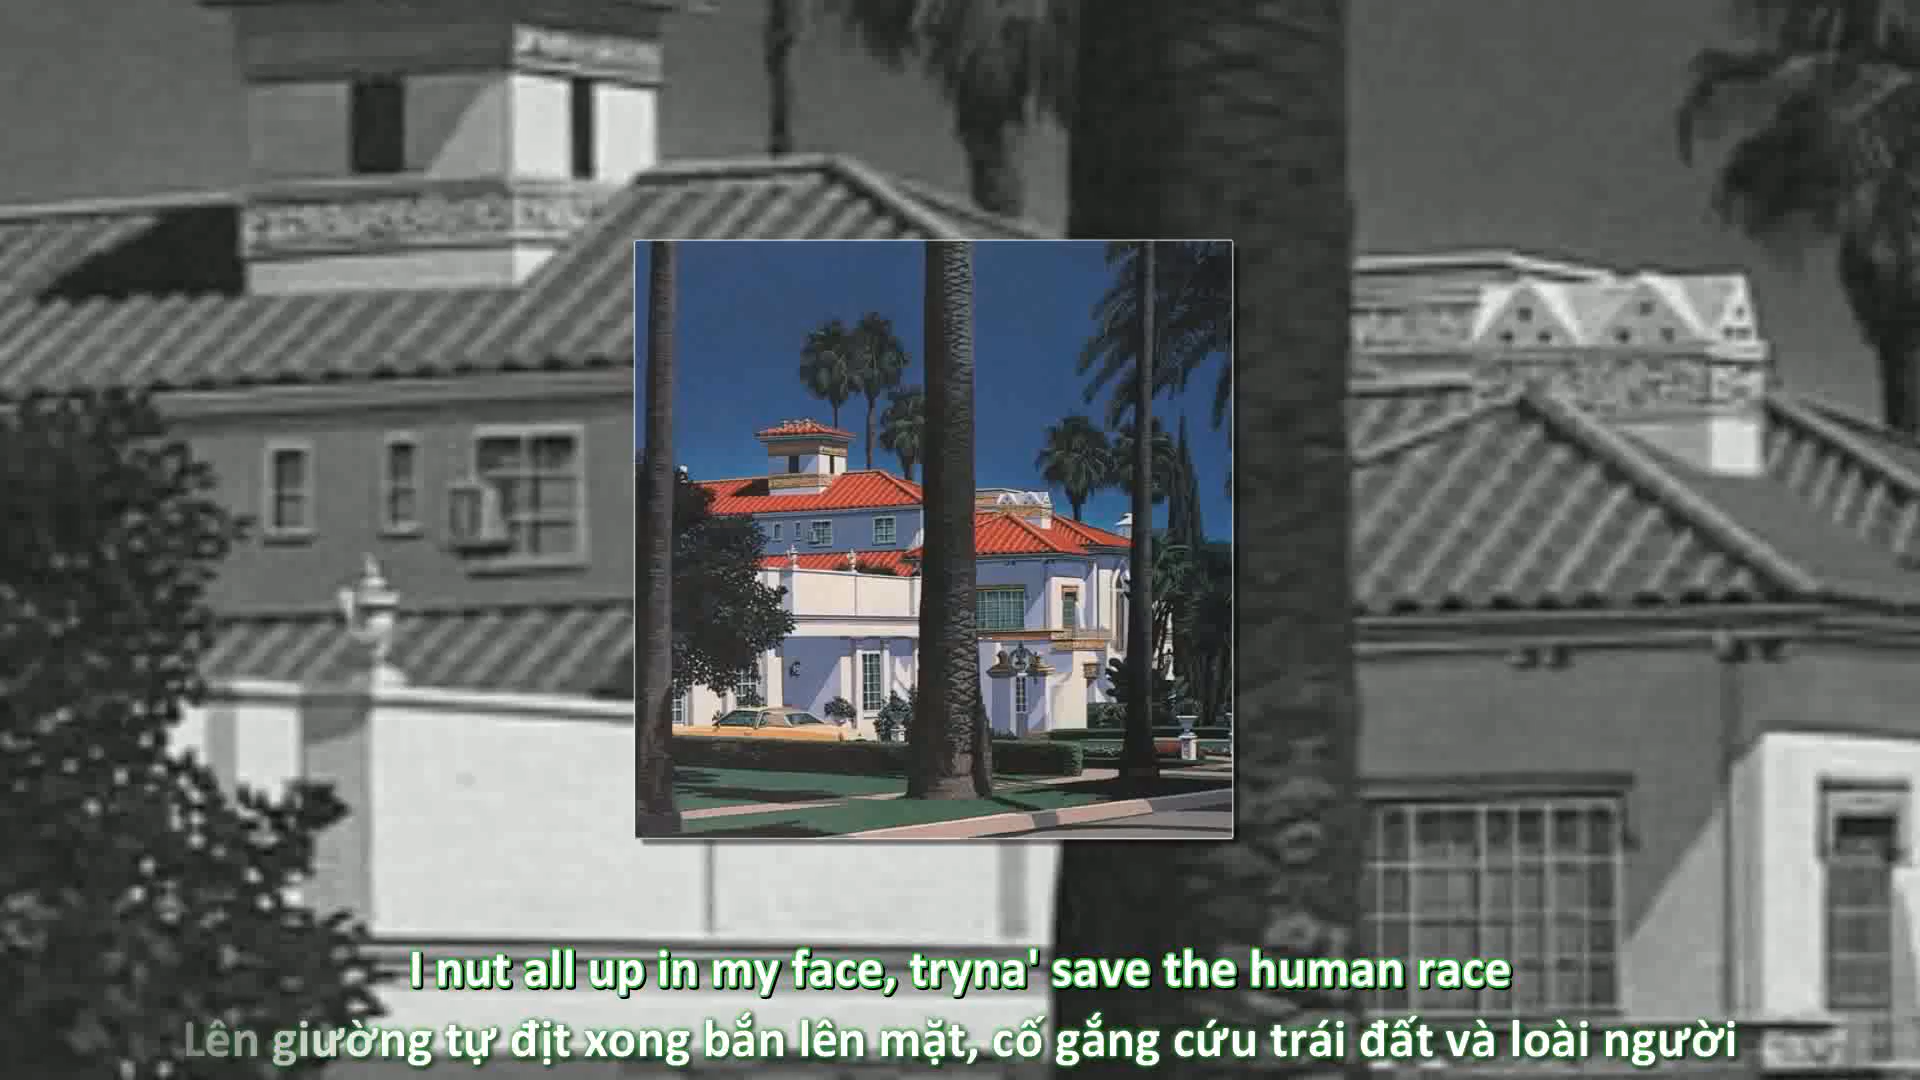 I nut all up in my face, tryna' save the human race
Lên giường tự địt xong bắn lên mặt, cố gắng cứu trái đất và loài người